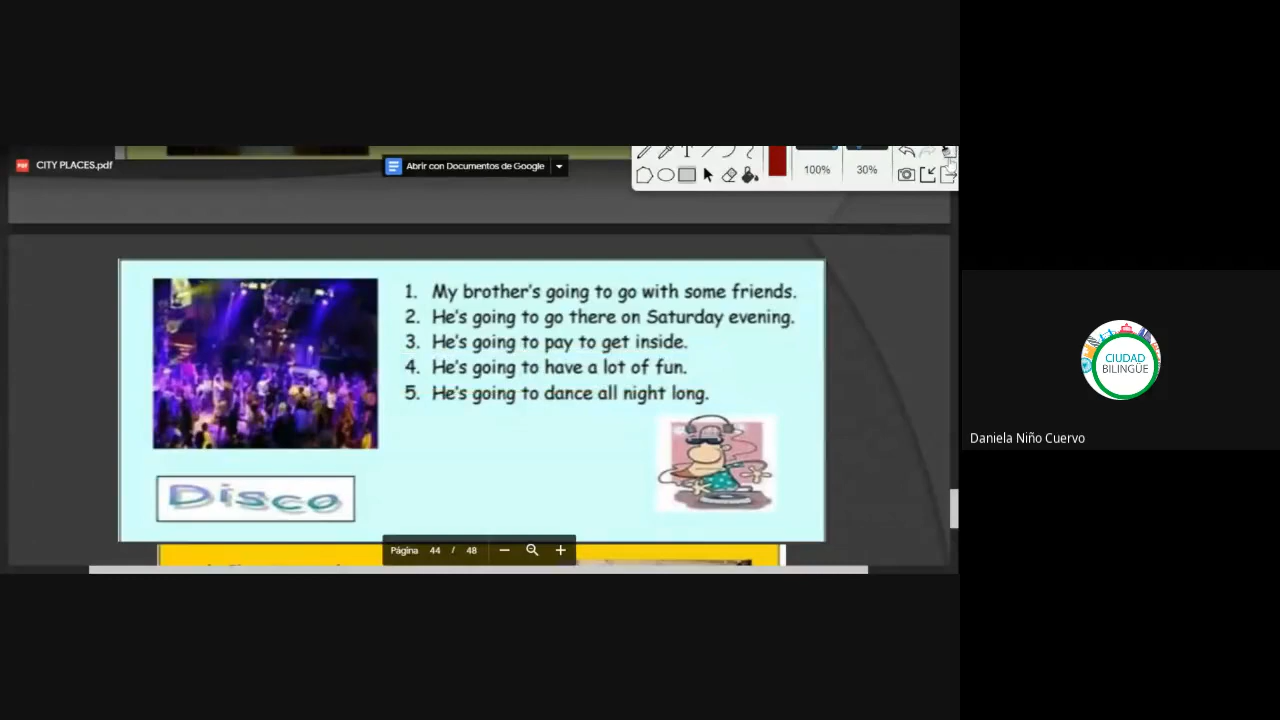 CITY PLACES.pdf
Abrir con Documentos de Google
100%
30%
1. My brother's going to go with some friends.
2. He's going to go there on Saturday evening.
3. He's going to pay to get inside.
4. He's going to have a lot of fun.
5. He's going to dance all night long.
Disco
Página 44 / 48
CIUDAD
BILINGÜE
Daniela Niño Cuervo